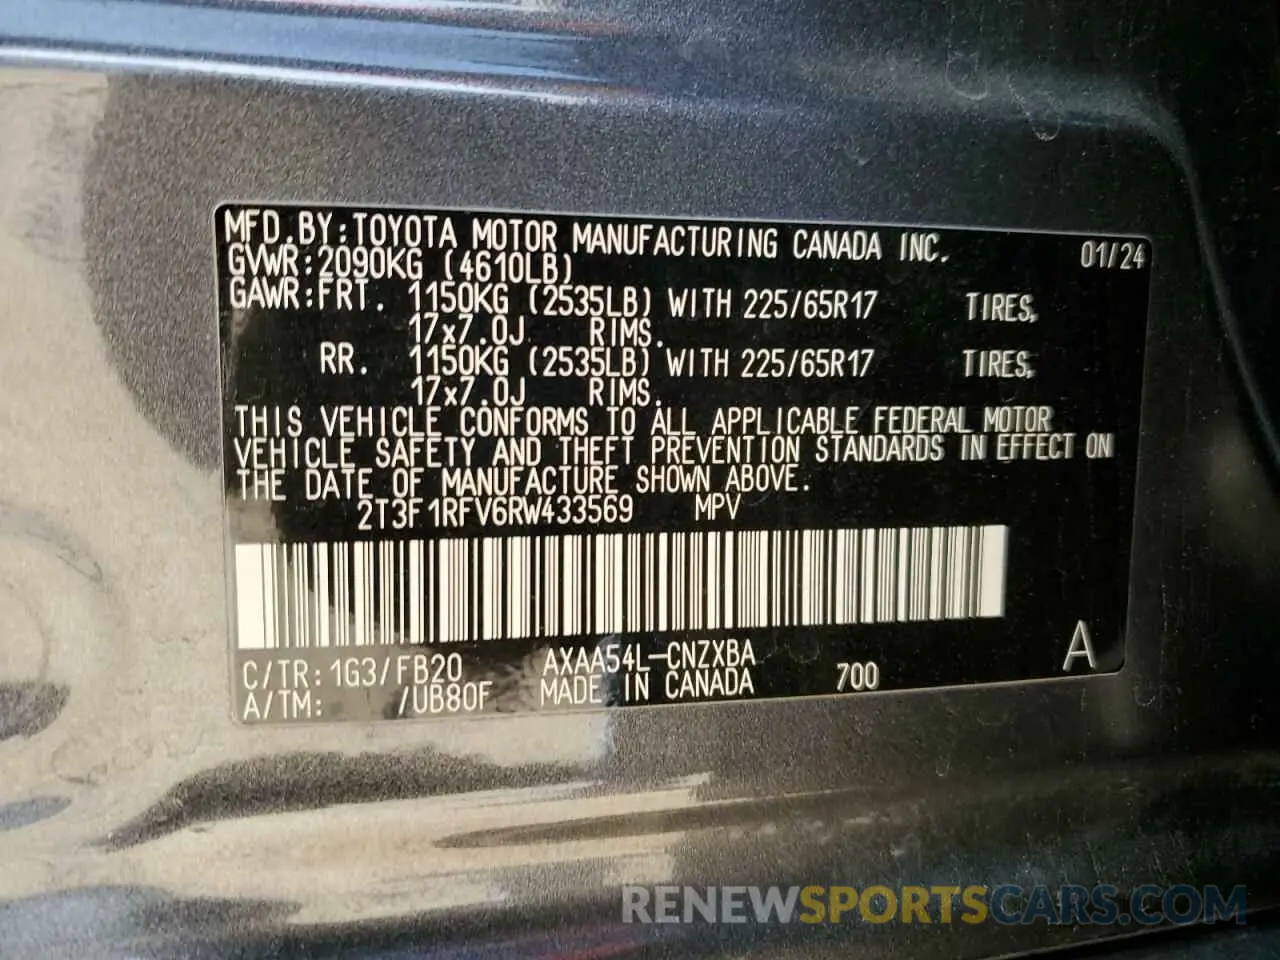 MFD.BY:TOYOTA MOTOR MANUFACTURING CANADA INC. 01/24
GVWR:2090KG (4610LB)
GAWR:FRT. 1150KG (2535LB) WITH 225/65R17 TIRES,
17x7.0J RIMS.
RR. 1150KG (2535LB) WITH 225/65R17 TIRES,
17x7.0J RIMS.
THIS VEHICLE CONFORMS TO ALL APPLICABLE FEDERAL MOTOR
VEHICLE SAFETY AND THEFT PREVENTION STANDARDS IN EFFECT ON
THE DATE OF MANUFACTURE SHOWN ABOVE.
2T3F1RFV6RW433569 MPV
C/TR:1G3/FB20 AXAA54L-CNZXBA 700 A
A/TM: /UB80F MADE IN CANADA
RENEWSPORTSCARS.COM